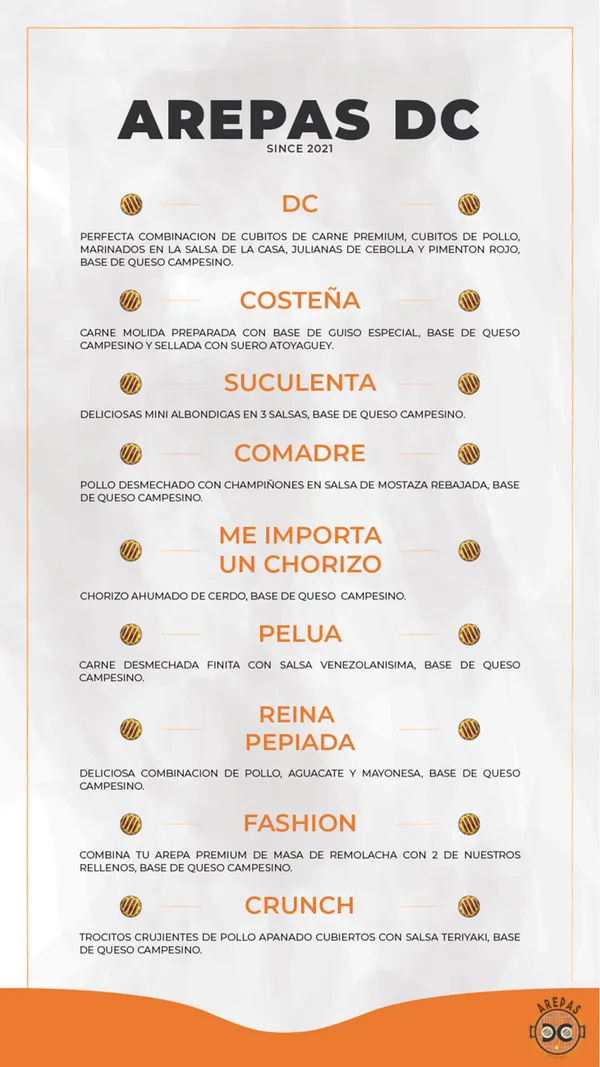 AREPAS DC
SINCE 2021
DC
PERFECTA COMBINACION DE CUBITOS DE CARNE PREMIUM, CUBITOS DE POLLO,
MARINADOS EN LA SALSA DE LA CASA, JULIANAS DE CEBOLLA Y PIMENTON ROJO,
BASE DE QUESO CAMPESINO.
COSTEÑA
CARNE MOLIDA PREPARADA CON BASE DE GUISO ESPECIAL, BASE DE QUESO
CAMPESINO Y SELLADA CON SUERO ATOYAGUEY.
SUCULENTA
DELICIOSAS MINI ALBONDIGAS EN 3 SALSAS, BASE DE QUESO CAMPESINO.
COMADRE
POLLO DESMECHADO CON CHAMPIÑONES EN SALSA DE MOSTAZA REBAJADA, BASE
DE QUESO CAMPESINO.
ME IMPORTA
UN CHORIZO
CHORIZO AHUMADO DE CERDO, BASE DE QUESO CAMPESINO.
PELUA
CARNE DESMECHADA FINITA CON SALSA VENEZOLANISIMA, BASE DE QUESO
CAMPESINO.
REINA
PEPIADA
DELICIOSA COMBINACION DE POLLO, AGUACATE Y MAYONESA, BASE DE QUESO
CAMPESINO.
FASHION
COMBINA TU AREPA PREMIUM DE MASA DE REMOLACHA CON 2 DE NUESTROS
RELLENOS, BASE DE QUESO CAMPESINO.
CRUNCH
TROCITOS CRUJIENTES DE POLLO APANADO CUBIERTOS CON SALSA TERIYAKI, BASE
DE QUESO CAMPESINO.
AREPAS
DC